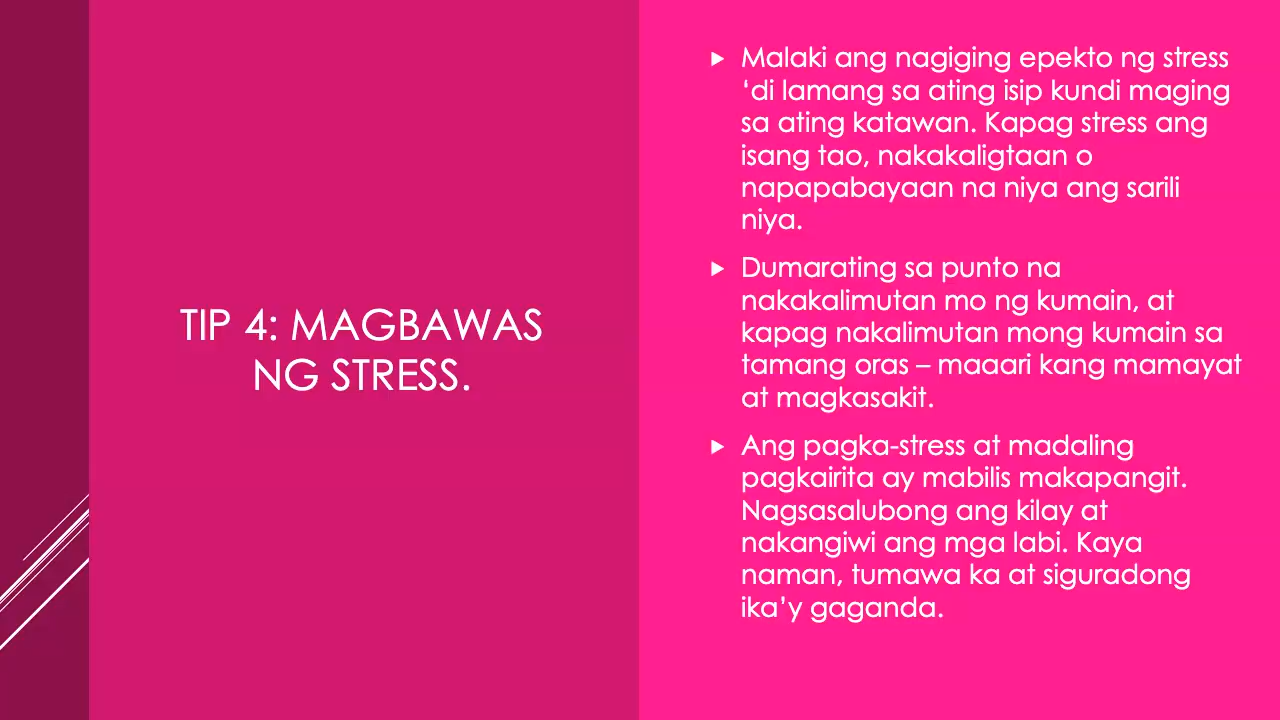 TIP 4: MAGBAWAS
NG STRESS.
Malaki ang nagiging epekto ng stress
‘di lamang sa ating isip kundi maging
sa ating katawan. Kapag stress ang
isang tao, nakakaligtaan o
napapabayaan na niya ang sarili
niya.
Dumarating sa punto na
nakakalimutan mo ng kumain, at
kapag nakalimutan mong kumain sa
tamang oras – maaari kang mamayat
at magkasakit.
Ang pagka-stress at madaling
pagkairita ay mabilis makapangit.
Nagsasalubong ang kilay at
nakangiwi ang mga labi. Kaya
naman, tumawa ka at siguradong
ika’y gaganda.